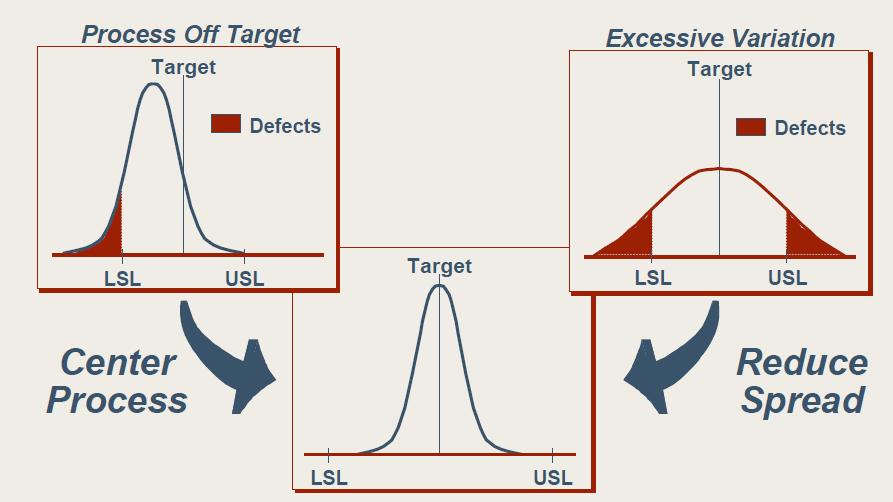 Process Off Target
Target
Defects
LSL
USL
Excessive Variation
Target
Defects
LSL
USL
Center
Process
Target
LSL
USL
Reduce
Spread